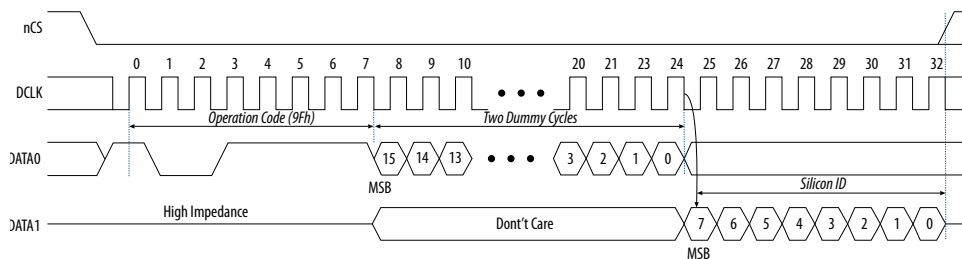 nCS
0 1 2 3 4 5 6 7 8 9 10 20 21 23 24 25 26 27 28 29 30 31 32
DCLK
Operation Code (9Fh) Two Dummy Cycles
DATA0 15 14 13 3 2 1 0
MSB Silicon ID
High Impedance
DATA1 Dont't Care 7 6 5 4 3 2 1 0
MSB